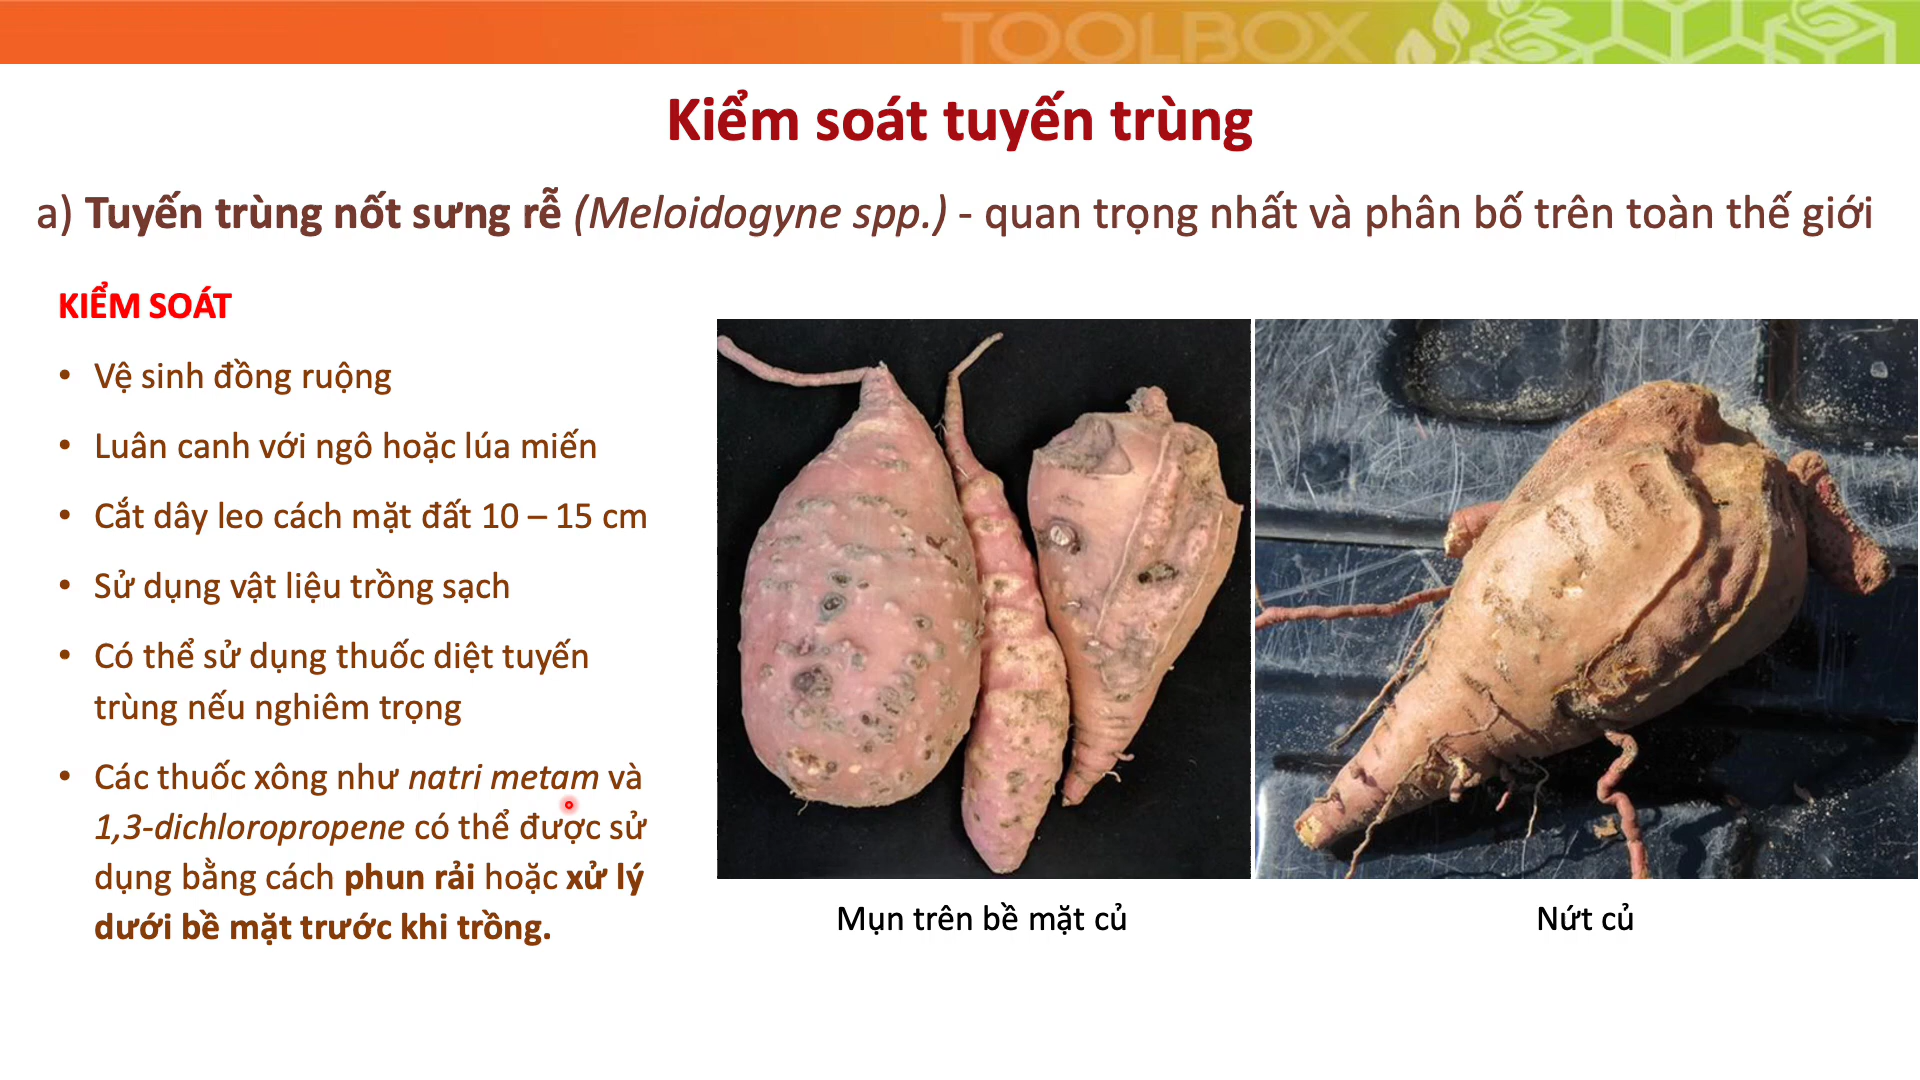 TOOLBOX
Kiểm soát tuyến trùng
a) Tuyến trùng nốt sưng rễ (Meloidogyne spp.) - quan trọng nhất và phân bố trên toàn thế giới
KIỂM SOÁT
• Vệ sinh đồng ruộng
• Luân canh với ngô hoặc lúa miến
• Cắt dây leo cách mặt đất 10 – 15 cm
• Sử dụng vật liệu trồng sạch
• Có thể sử dụng thuốc diệt tuyến
trùng nếu nghiêm trọng
• Các thuốc xông như natri metam và
1,3-dichloropropene có thể được sử
dụng bằng cách phun rải hoặc xử lý
dưới bề mặt trước khi trồng.
Mụn trên bề mặt củ
Nứt củ